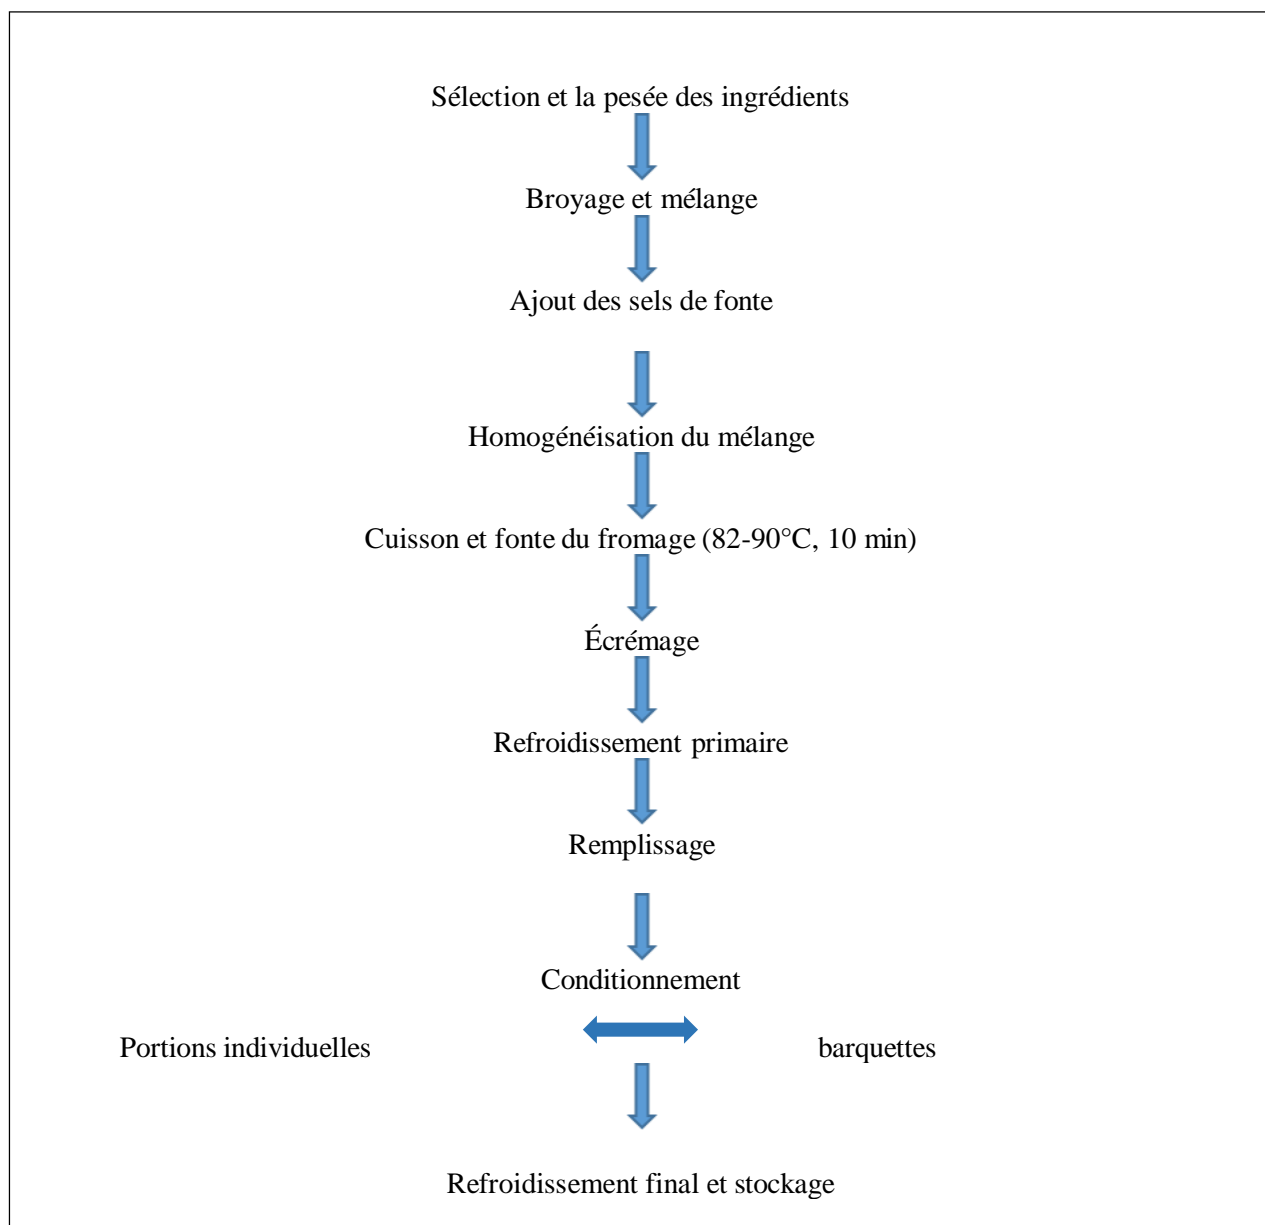 Sélection et la pesée des ingrédients
Broyage et mélange
Ajout des sels de fonte
Homogénéisation du mélange
Cuisson et fonte du fromage (82-90°C, 10 min)
Écrémage
Refroidissement primaire
Remplissage
Conditionnement
Portions individuelles barquettes
Refroidissement final et stockage